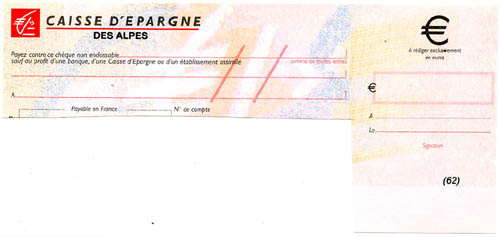 CAISSE D'EPARGNE
DES ALPES
€
à rédiger exclusivement
en euros
Payez contre ce chèque non endossable
sauf au profit d'une banque, d'une Caisse d'Epargne ou d'un établissement assimilé
somme en toutes lettres
€
A
A
Le
Payable en France
N° de compte
Signature
(62)